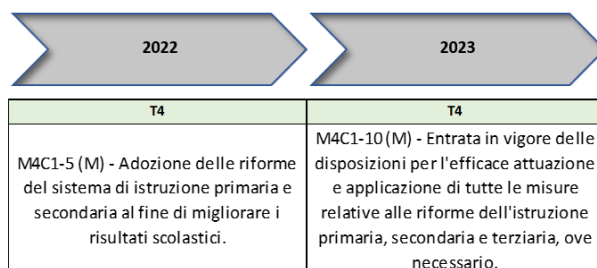 2022
2023
T4
T4
M4C1-5 (M) - Adozione delle riforme
del sistema di istruzione primaria e
secondaria al fine di migliorare i
risultati scolastici.
M4C1-10 (M) - Entrata in vigore delle
disposizioni per l'efficace attuazione
e applicazione di tutte le misure
relative alle riforme dell'istruzione
primaria, secondaria e terziaria, ove
necessario.